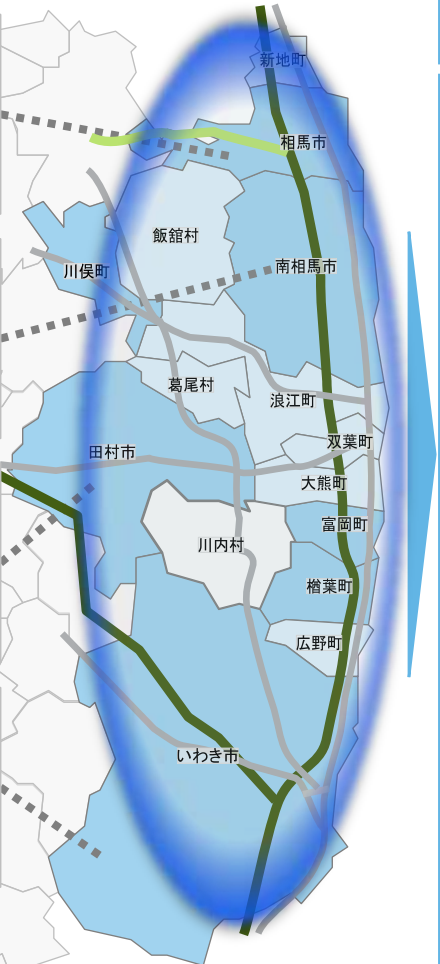 新地町
相馬市
飯舘村
南相馬市
川俣町
葛尾村
浪江町
双葉町
田村市
大熊町
富岡町
川内村
楢葉町
広野町
いわき市